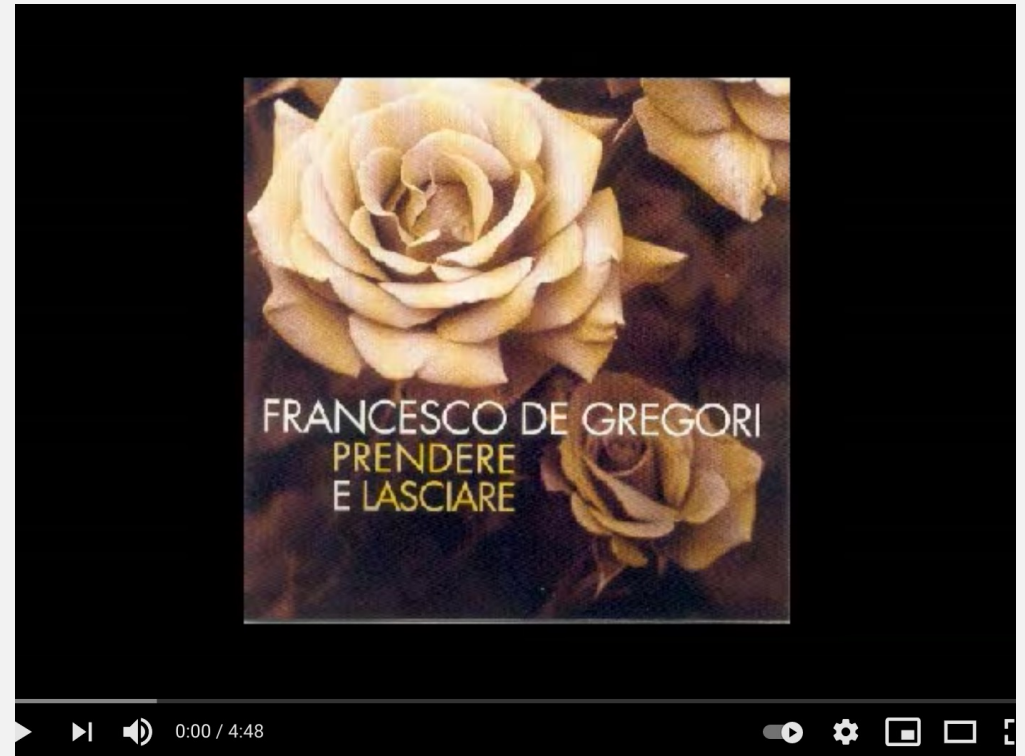 FRANCESCO DE GREGORI
PRENDERE
E LASCIARE
0:00 / 4:48